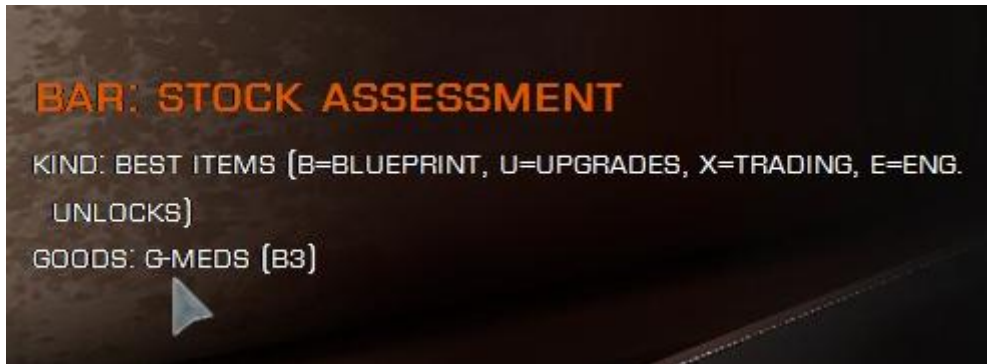 BAR: STOCK ASSESSMENT
KIND: BEST ITEMS (B=BLUEPRINT, U=UPGRADES, X=TRADING, E=ENG.
UNLOCKS)
GOODS: G-MEDS (B3)